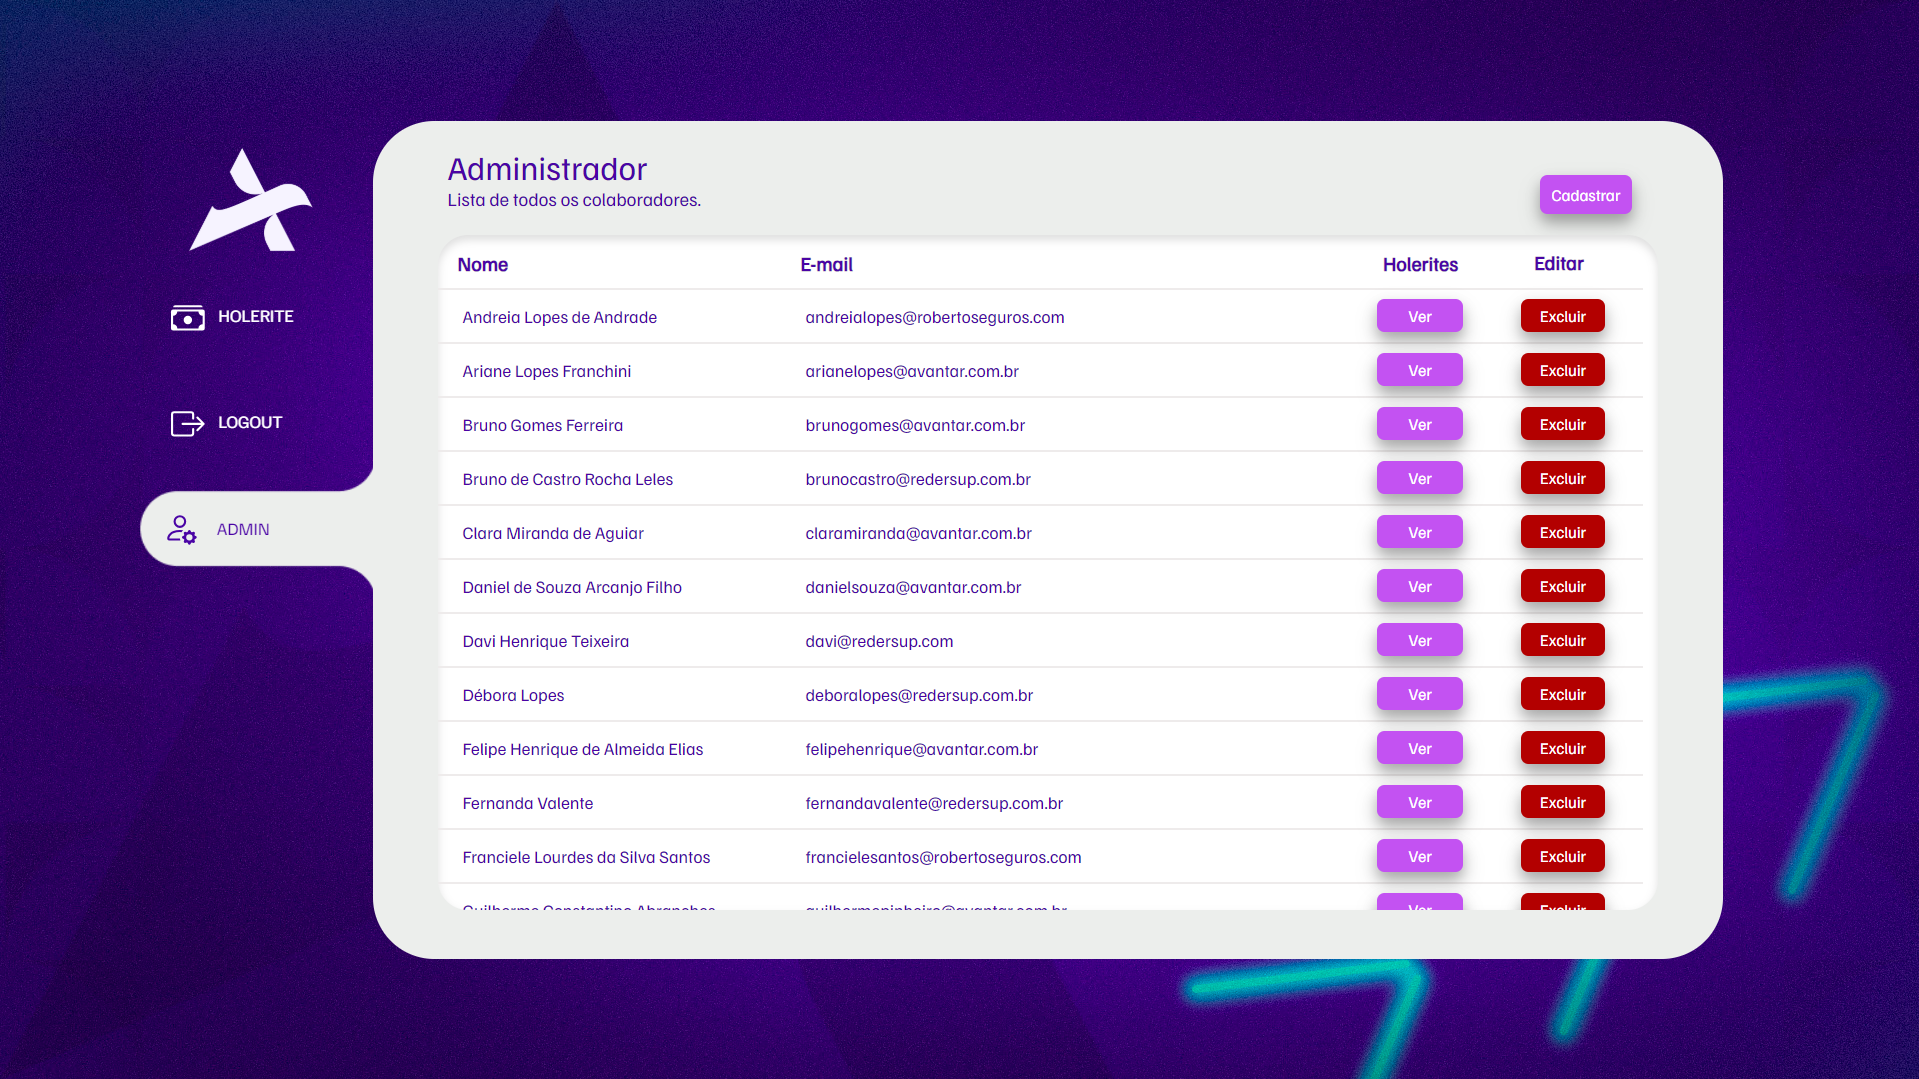 Administrador
Lista de todos os colaboradores.
Cadastrar
HOLERITE
LOGOUT
ADMIN
Nome E-mail Holerites Editar
Andreia Lopes de Andrade andreialopes@robertoseguros.com Ver Excluir
Ariane Lopes Franchini arianelopes@avantar.com.br Ver Excluir
Bruno Gomes Ferreira brunogomes@avantar.com.br Ver Excluir
Bruno de Castro Rocha Leles brunocastro@redersup.com.br Ver Excluir
Clara Miranda de Aguiar claramiranda@avantar.com.br Ver Excluir
Daniel de Souza Arcanjo Filho danielsouza@avantar.com.br Ver Excluir
Davi Henrique Teixeira davi@redersup.com Ver Excluir
Débora Lopes deboralopes@redersup.com.br Ver Excluir
Felipe Henrique de Almeida Elias felipehenrique@avantar.com.br Ver Excluir
Fernanda Valente fernandavalente@redersup.com.br Ver Excluir
Franciele Lourdes da Silva Santos francielesantos@robertoseguros.com Ver Excluir
Ver Excluir